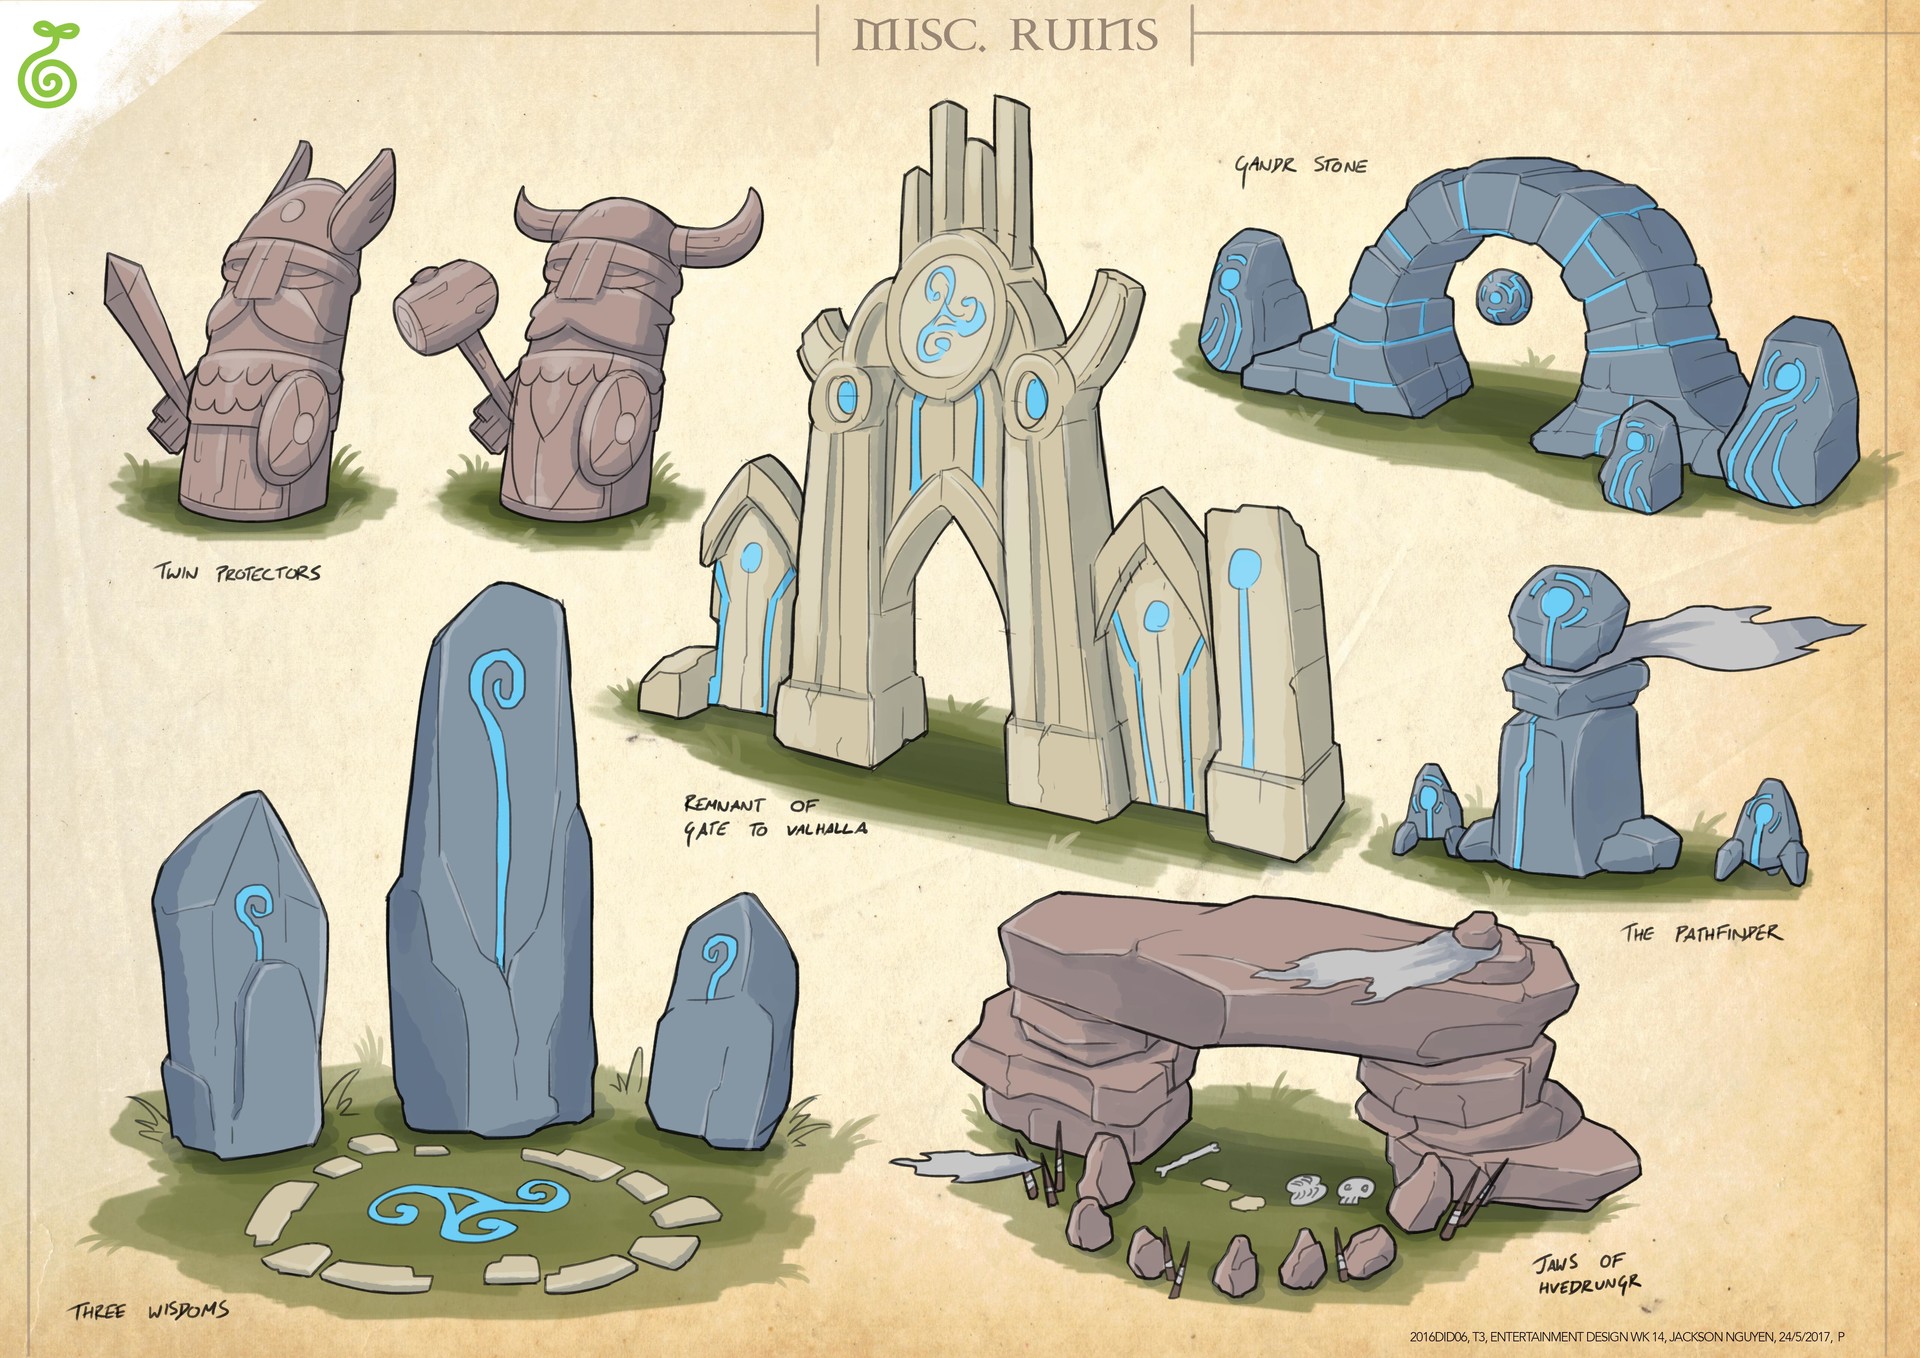 MISC. RUINS
GANDR STONE
TWIN PROTECTORS
REMNANT OF
GATE TO VALHALLA
THE PATHFINDER
JAWS OF
HVEDRUNGR
THREE WISDOMS
2016DID06, T3, ENTERTAINMENT DESIGN WK 14, JACKSON NGUYEN, 24/5/2017, P